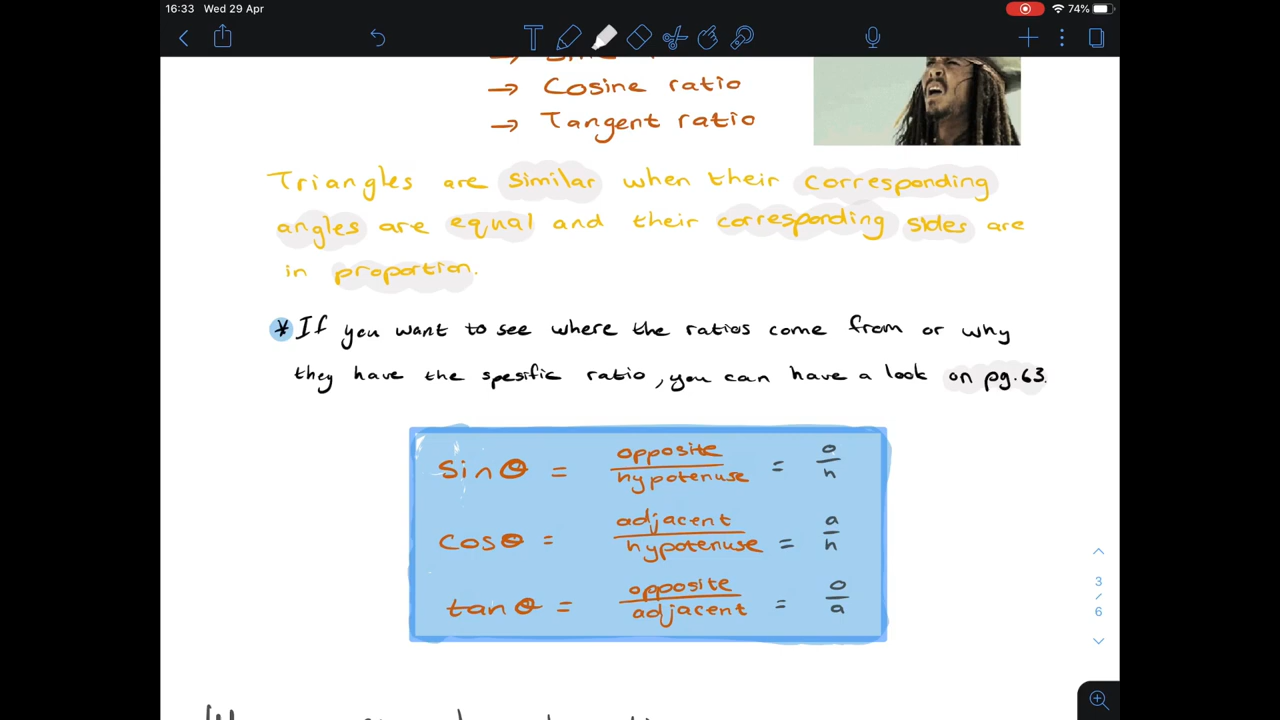 16:33 Wed 29 Apr
74%
→ Cosine ratio
→ Tangent ratio
Triangles are similar when their corresponding
angles are equal and their corresponding sides are
in proportion.
* If you want to see where the ratios come from or why
they have the spesific ratio, you can have a look on pg. 63.
sin θ = opposite/hypotenuse = o/h
cos θ = adjacent/hypotenuse = a/h
tan θ = opposite/adjacent = o/a
3
/
6